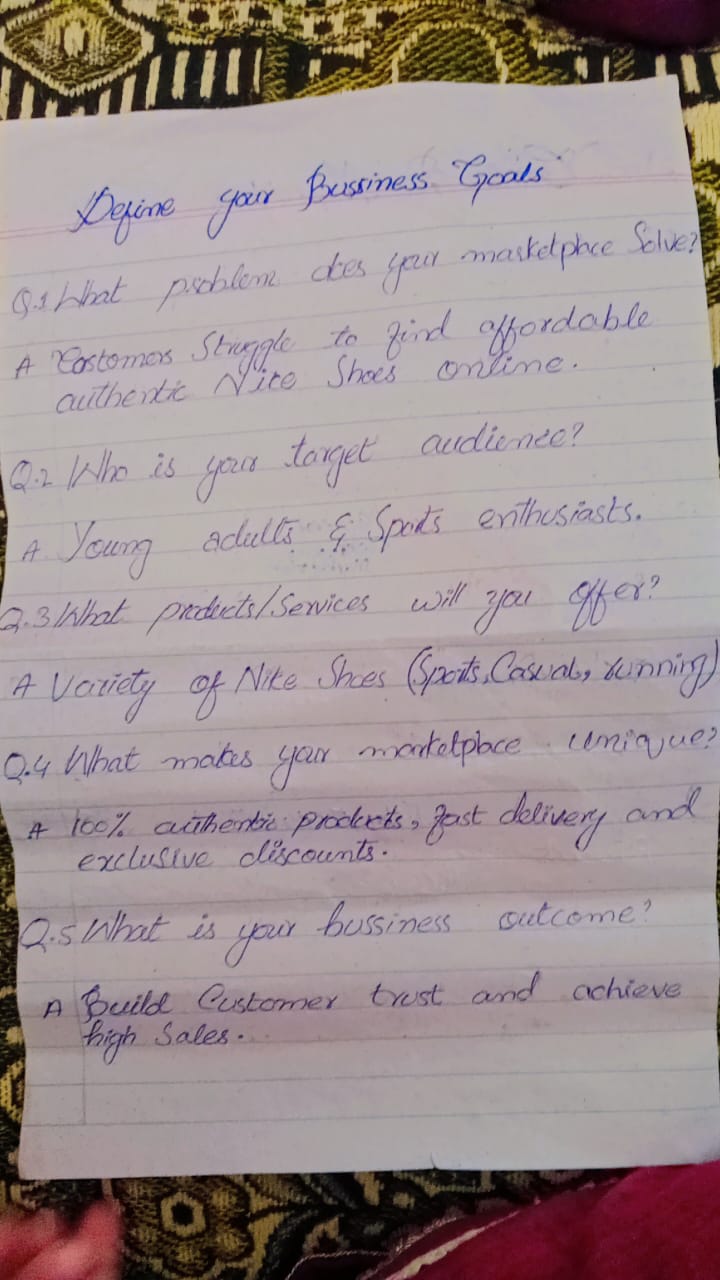 Define your Bussiness Goals
Q.1 What problem does your marketplace Solve?
A Costomers Struggle to find affordable
authentic Nike Shoes online.
Q.2 Who is your target audience?
A Young adults & Sports enthusiasts.
Q.3 What products/Services will you offer?
A Variety of Nike Shoes (Sports, Casual, running)
Q.4 What makes your marketplace unique?
A 100% authentic products, fast delivery and
exclusive discounts.
Q.5 What is your bussiness outcome?
A Build Customer trust and achieve
high Sales.